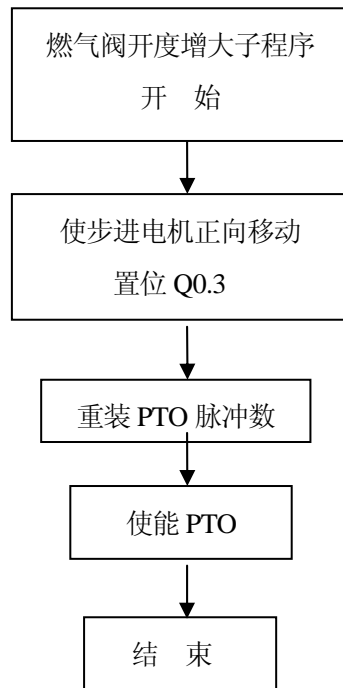 燃气阀开度增大子程序
开 始
使步进电机正向移动
置位 Q0.3
重装 PTO 脉冲数
使能 PTO
结 束